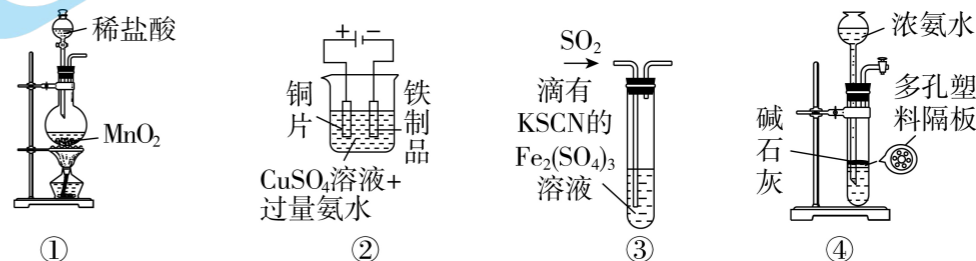 稀盐酸
MnO₂
①
+ −
铜片
铁制品
CuSO₄溶液+
过量氨水
②
SO₂
滴有
KSCN的
Fe₂(SO₄)₃
溶液
③
浓氨水
多孔塑
料隔板
碱石灰
④